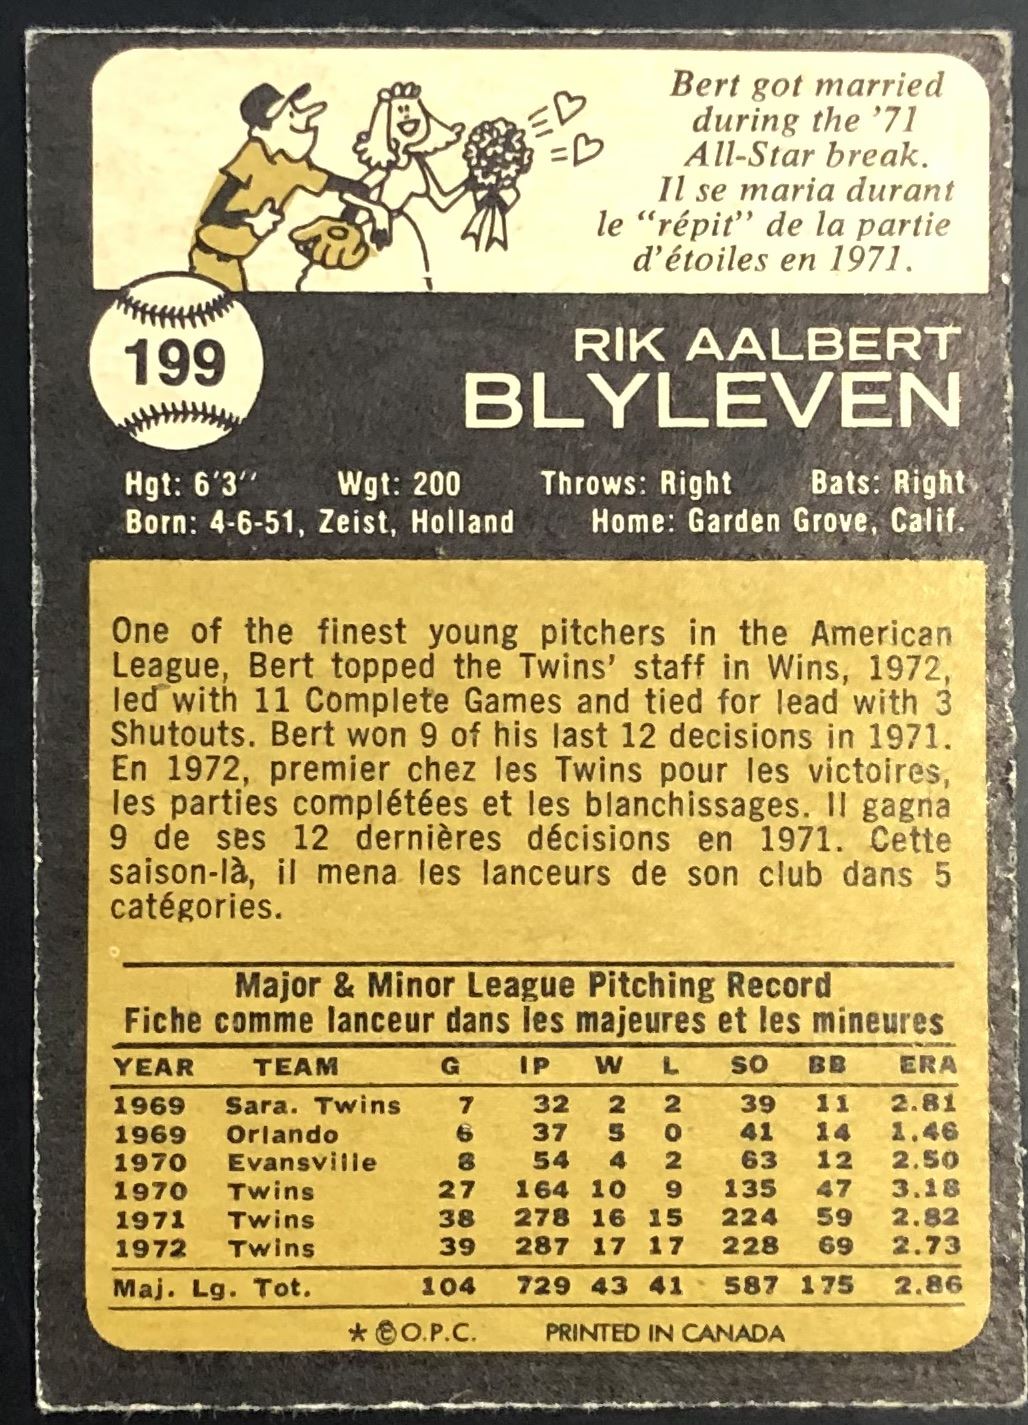 Bert got married
during the '71
All-Star break.
Il se maria durant
le "répit" de la partie
d'étoiles en 1971.
199
RIK AALBERT
BLYLEVEN
Hgt: 6'3'' Wgt: 200 Throws: Right Bats: Right
Born: 4-6-51, Zeist, Holland Home: Garden Grove, Calif.
One of the finest young pitchers in the American
League, Bert topped the Twins' staff in Wins, 1972,
led with 11 Complete Games and tied for lead with 3
Shutouts. Bert won 9 of his last 12 decisions in 1971.
En 1972, premier chez les Twins pour les victoires,
les parties complétées et les blanchissages. Il gagna
9 de ses 12 dernières décisions en 1971. Cette
saison-là, il mena les lanceurs de son club dans 5
catégories.
Major & Minor League Pitching Record
Fiche comme lanceur dans les majeures et les mineures
YEAR TEAM G IP W L SO BB ERA
1969 Sara. Twins 7 32 2 2 39 11 2.81
1969 Orlando 6 37 5 0 41 14 1.46
1970 Evansville 8 54 4 2 63 12 2.50
1970 Twins 27 164 10 9 135 47 3.18
1971 Twins 38 278 16 15 224 59 2.82
1972 Twins 39 287 17 17 228 69 2.73
Maj. Lg. Tot. 104 729 43 41 587 175 2.86
* © O.P.C. PRINTED IN CANADA